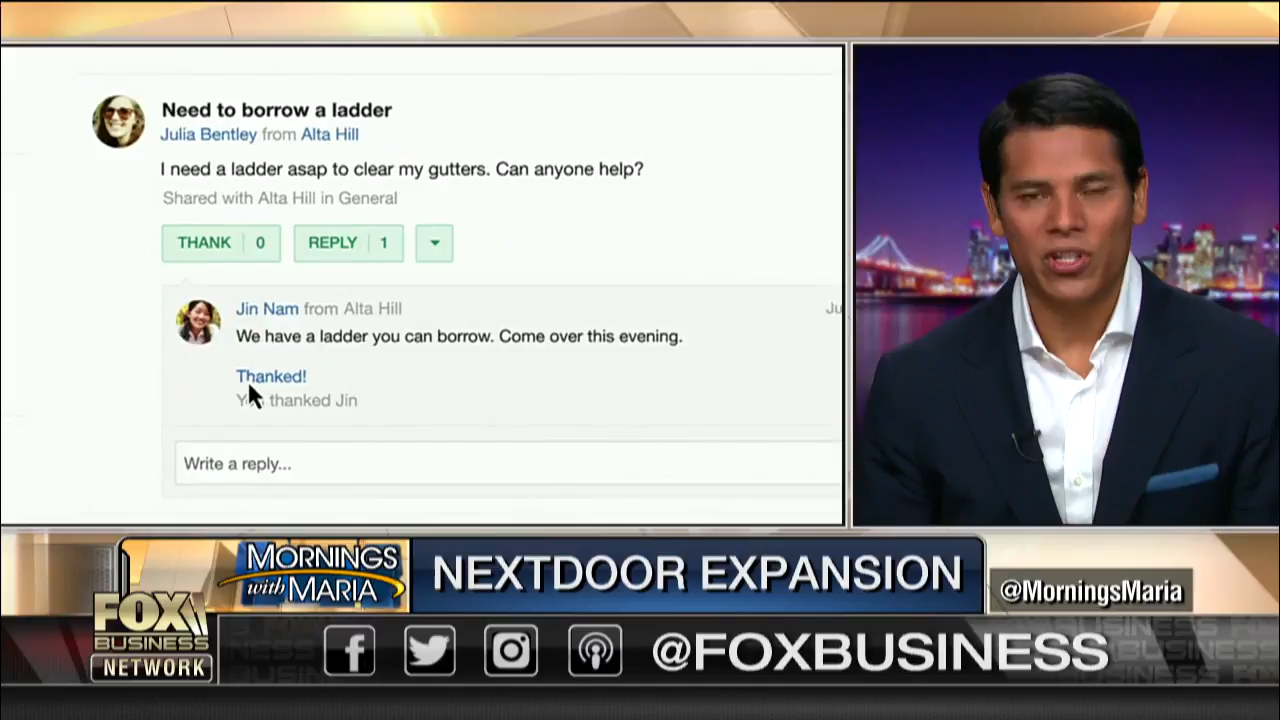 Need to borrow a ladder
Julia Bentley from Alta Hill
I need a ladder asap to clear my gutters. Can anyone help?
Shared with Alta Hill in General
THANK 0 REPLY 1
Jin Nam from Alta Hill
Ju
We have a ladder you can borrow. Come over this evening.
Thanked!
You thanked Jin
Write a reply...
MORNINGS
with MARIA
NEXTDOOR EXPANSION
@MorningsMaria
FOX
BUSINESS
NETWORK
@FOXBUSINESS